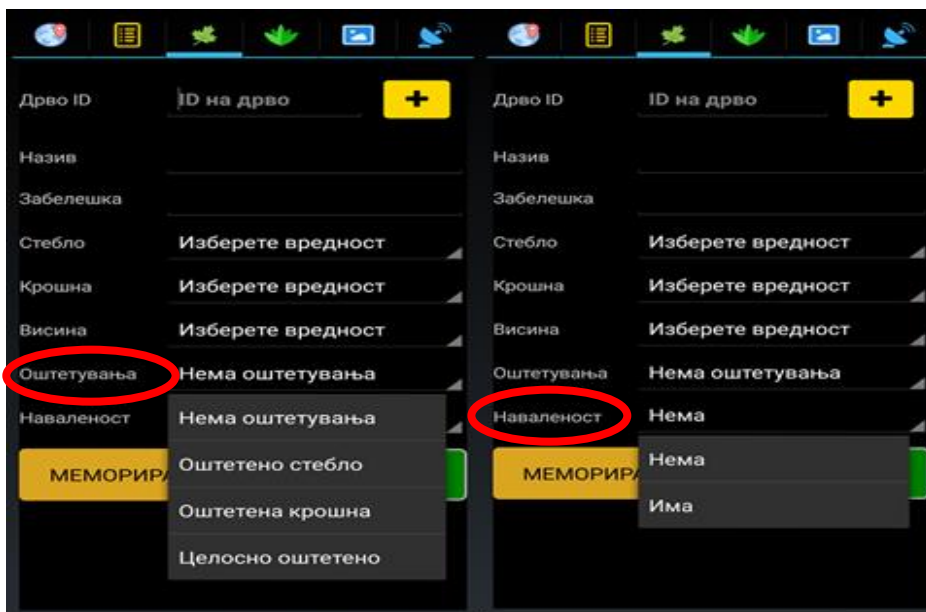 Дрво ID
ID на дрво
+
Назив
Забелешка
Стебло Изберете вредност
Крошна Изберете вредност
Висина Изберете вредност
Оштетувања Нема оштетувања
Наваленост
Нема оштетувања
Оштетено стебло
Оштетена крошна
Целосно оштетено
Дрво ID
ID на дрво
+
Назив
Забелешка
Стебло Изберете вредност
Крошна Изберете вредност
Висина Изберете вредност
Оштетувања Нема оштетувања
Наваленост Нема
Нема
Има